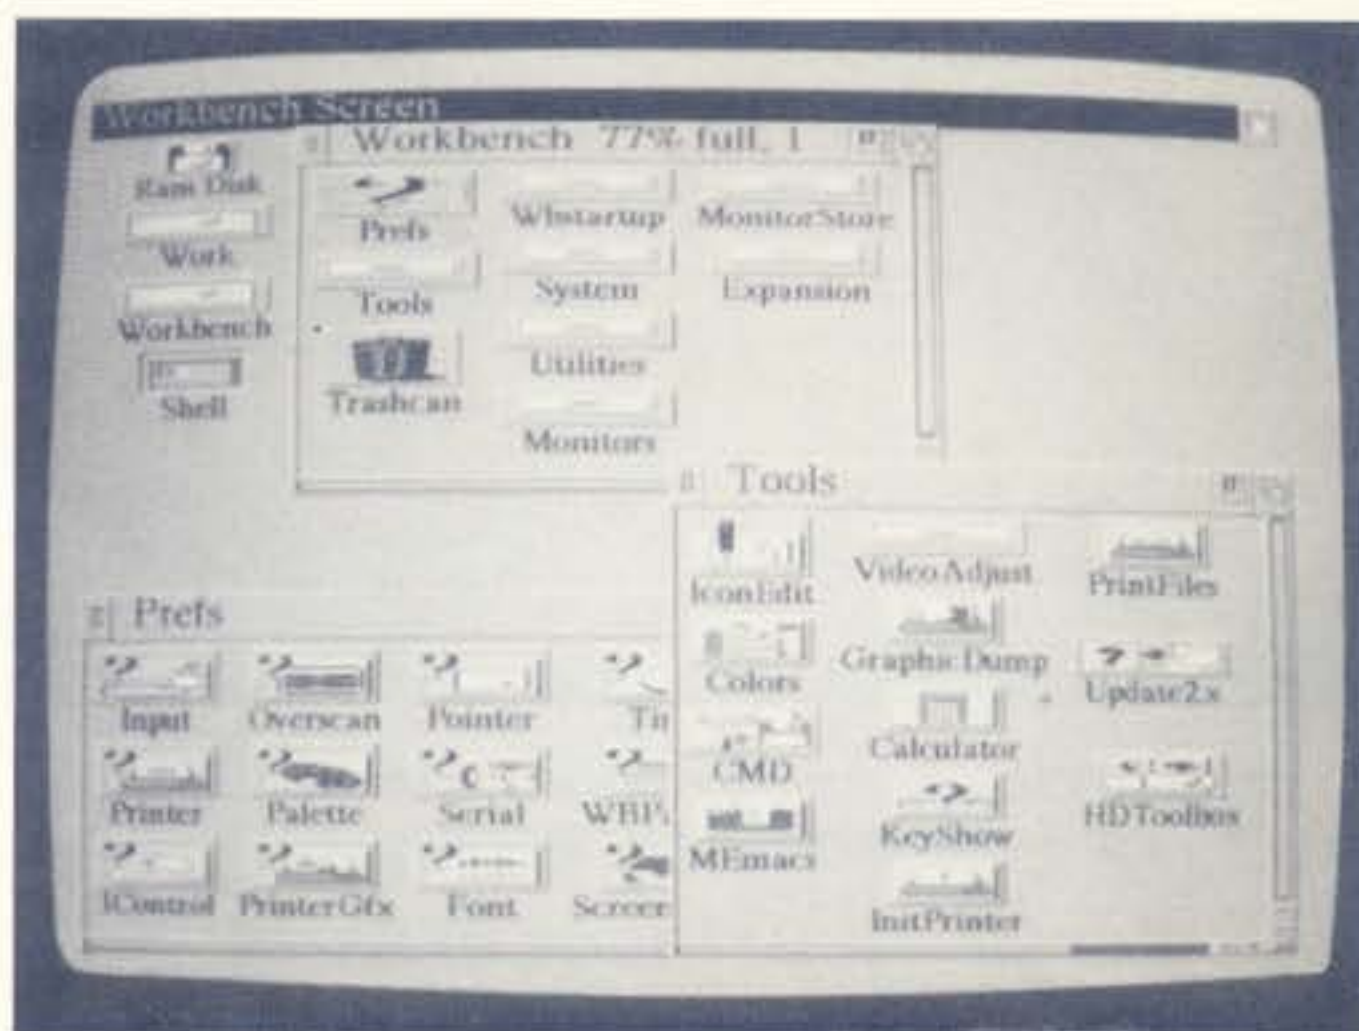 Workbench Screen
Ram Disk
Work
Workbench
Shell
Workbench 77% full, 1
Prefs
Wbstartup
MonitorStore
Tools
System
Expansion
Trashcan
Utilities
Monitors
Prefs
Input
Overscan
Pointer
Printer
Palette
Serial
IControl
PrinterGfx
Font
Screen
Tools
IconEdit
VideoAdjust
PrintFiles
Colors
GraphicDump
Update2.x
CMD
Calculator
HDToolbox
MEmacs
KeyShow
InitPrinter